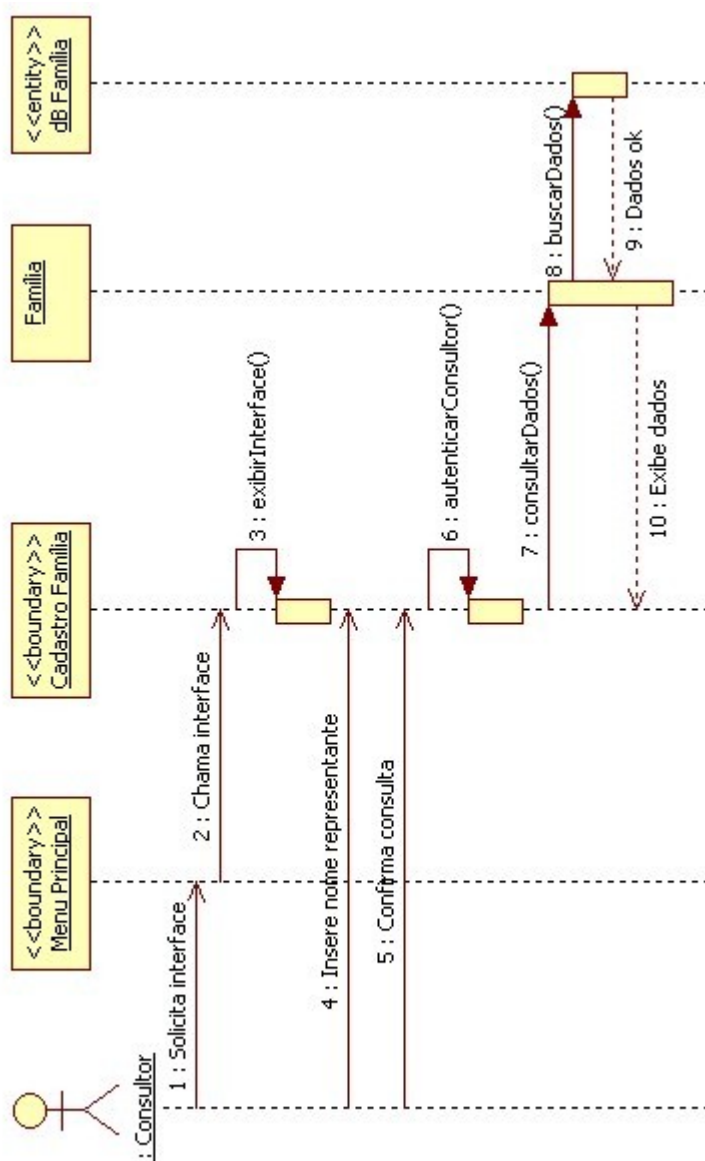 : Consultor
<<boundary>>
Menu Principal
<<boundary>>
Cadastro Família
Família
<<entity>>
dB Família
1 : Solicita interface
2 : Chama interface
3 : exibirInterface()
4 : Insere nome representante
5 : Confirma consulta
6 : autenticarConsultor()
7 : consultarDados()
8 : buscarDados()
9 : Dados ok
10 : Exibe dados